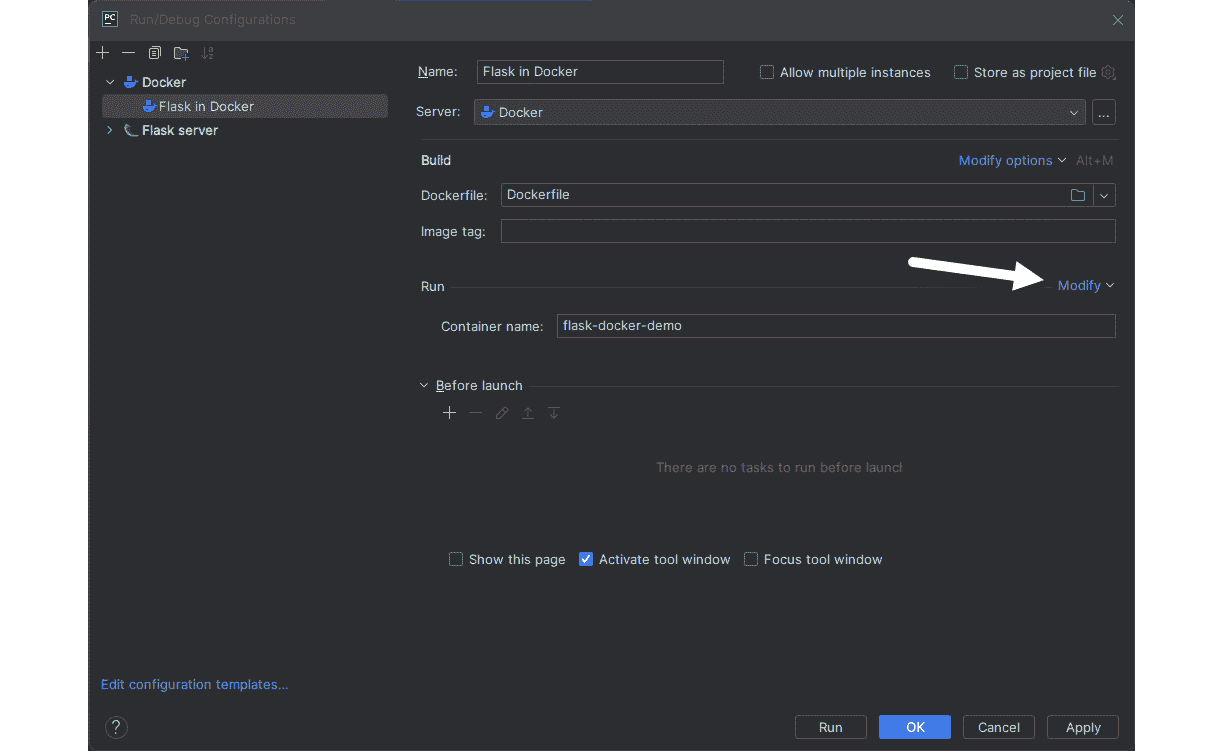 PC Run/Debug Configurations
Docker
Flask in Docker
Flask server
Edit configuration templates...
?
Name: Flask in Docker Allow multiple instances Store as project file
Server: Docker ...
Build Modify options Alt+M
Dockerfile: Dockerfile
Image tag:
Run Modify
Container name: flask-docker-demo
Before launch
There are no tasks to run before launch
Show this page Activate tool window Focus tool window
Run OK Cancel Apply